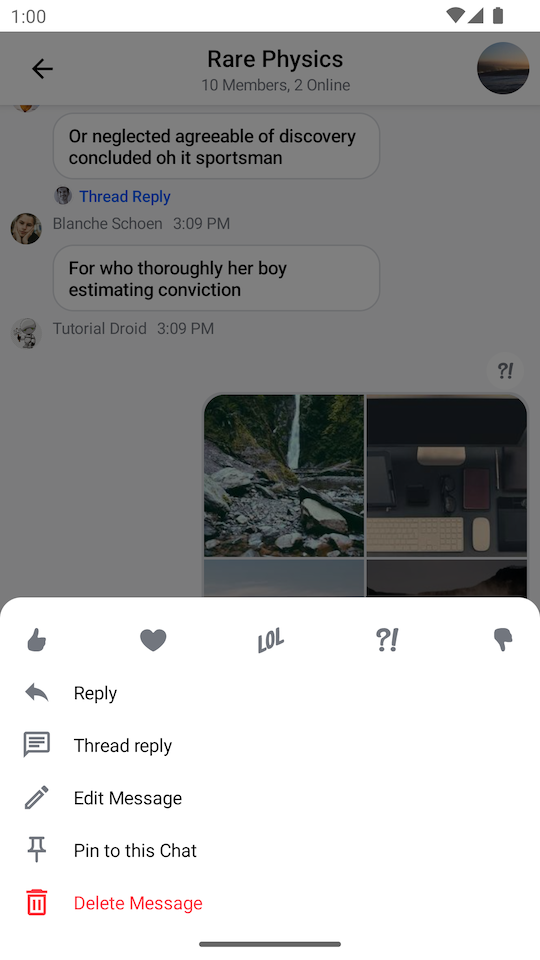 1:00
Rare Physics
10 Members, 2 Online
Or neglected agreeable of discovery
concluded oh it sportsman
Thread Reply
Blanche Schoen 3:09 PM
For who thoroughly her boy
estimating conviction
Tutorial Droid 3:09 PM
?!
LOL ?!
Reply
Thread reply
Edit Message
Pin to this Chat
Delete Message